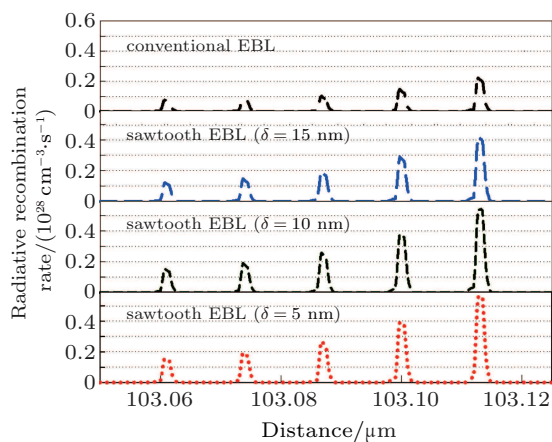 Radiative recombination
rate/(10²⁸ cm⁻³·s⁻¹)
0.6
0.4
0.2
0
conventional EBL
0.4
0.2
0
sawtooth EBL (δ = 15 nm)
0.4
0.2
0
sawtooth EBL (δ = 10 nm)
0.4
0.2
0
sawtooth EBL (δ = 5 nm)
103.06
103.08
103.10
103.12
Distance/μm